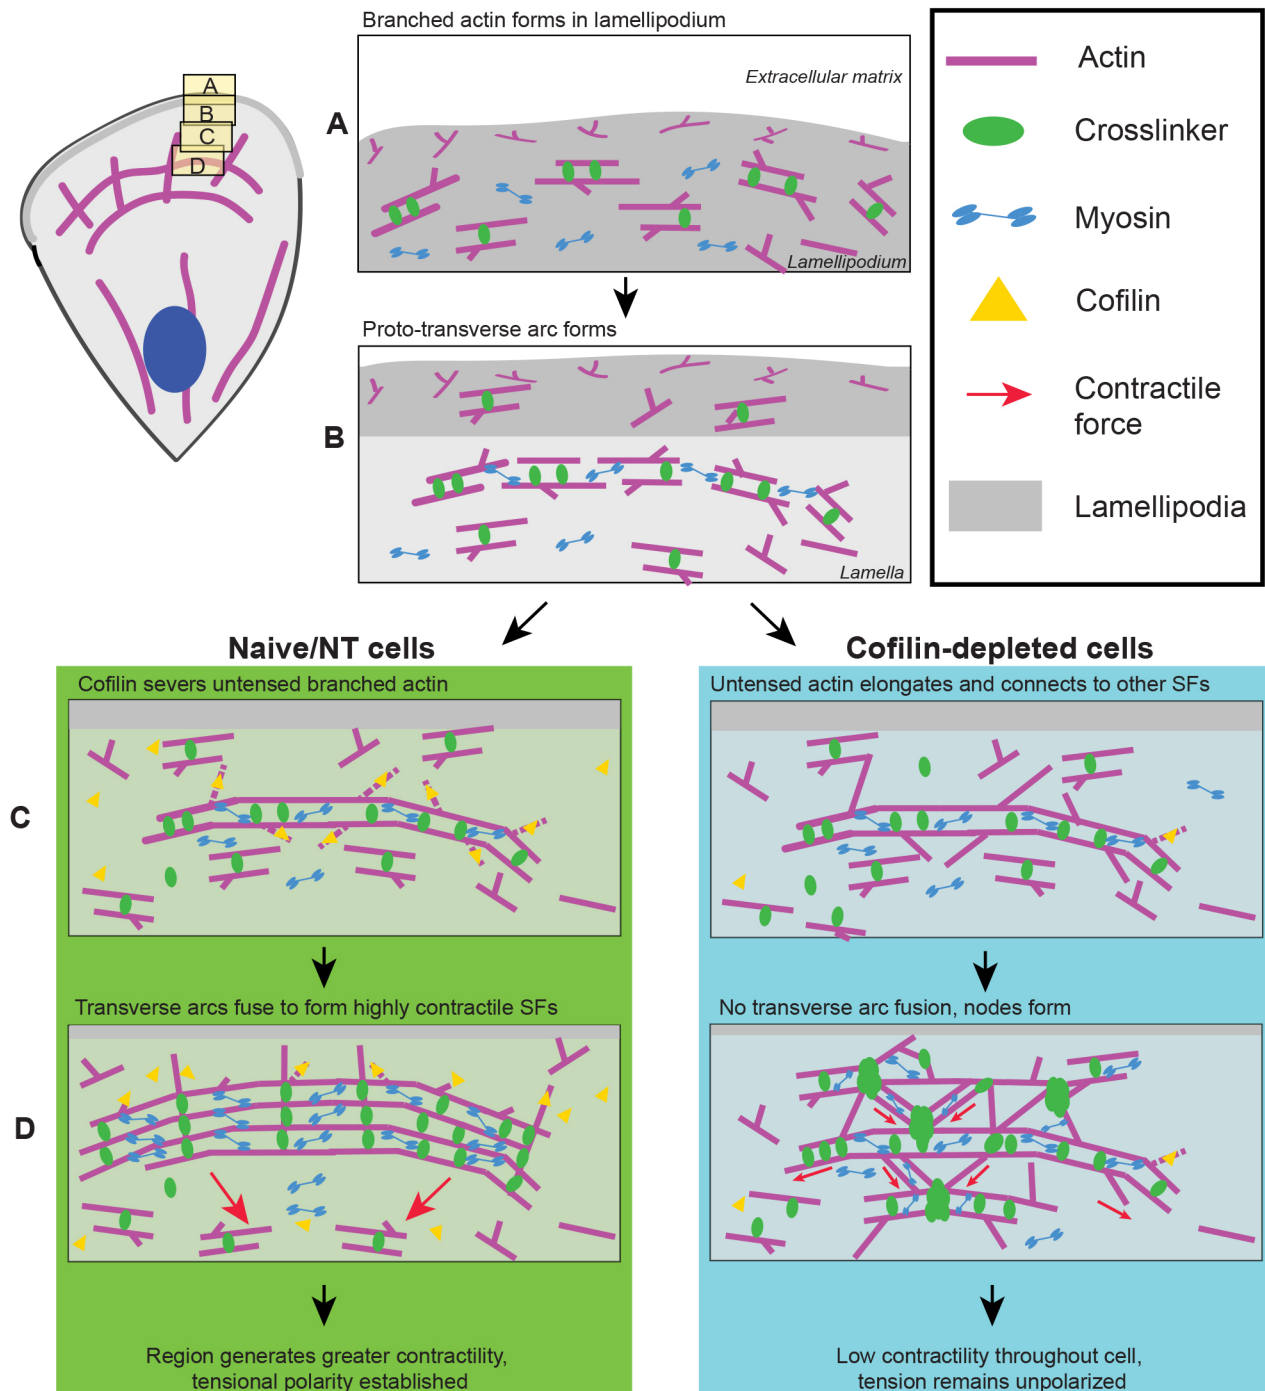 Branched actin forms in lamellipodium
A
B
C
D
A
Extracellular matrix
Lamellipodium
Actin
Crosslinker
Myosin
Cofilin
Contractile
force
Lamellipodia
Proto-transverse arc forms
B
Lamella
Naive/NT cells
Cofilin severs untensed branched actin
C
Transverse arcs fuse to form highly contractile SFs
D
Region generates greater contractility,
tensional polarity established
Cofilin-depleted cells
Untensed actin elongates and connects to other SFs
No transverse arc fusion, nodes form
Low contractility throughout cell,
tension remains unpolarized